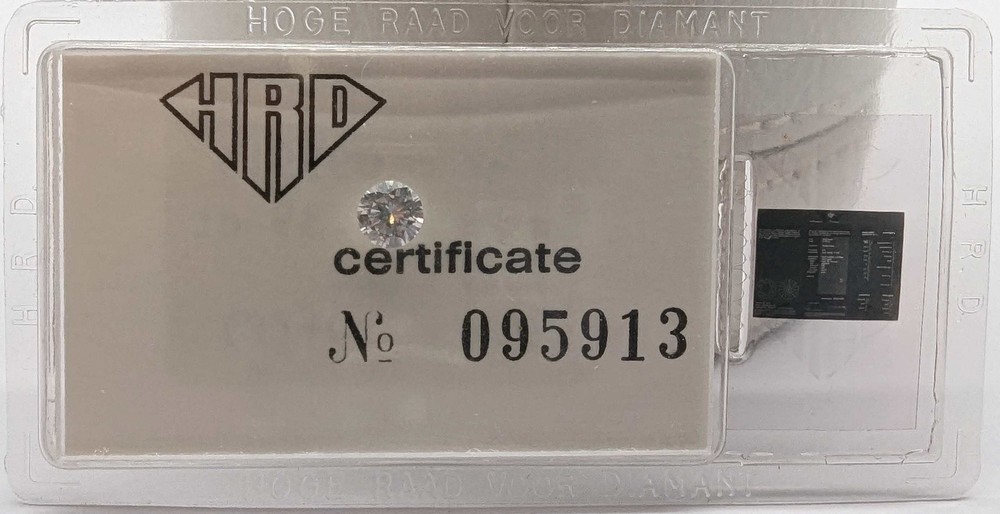 HOGE RAAD VOOR DIAMANT
HRD
certificate
No 095913
H.R.D.
H.R.D.
HOGE RAAD VOOR DIAMANT